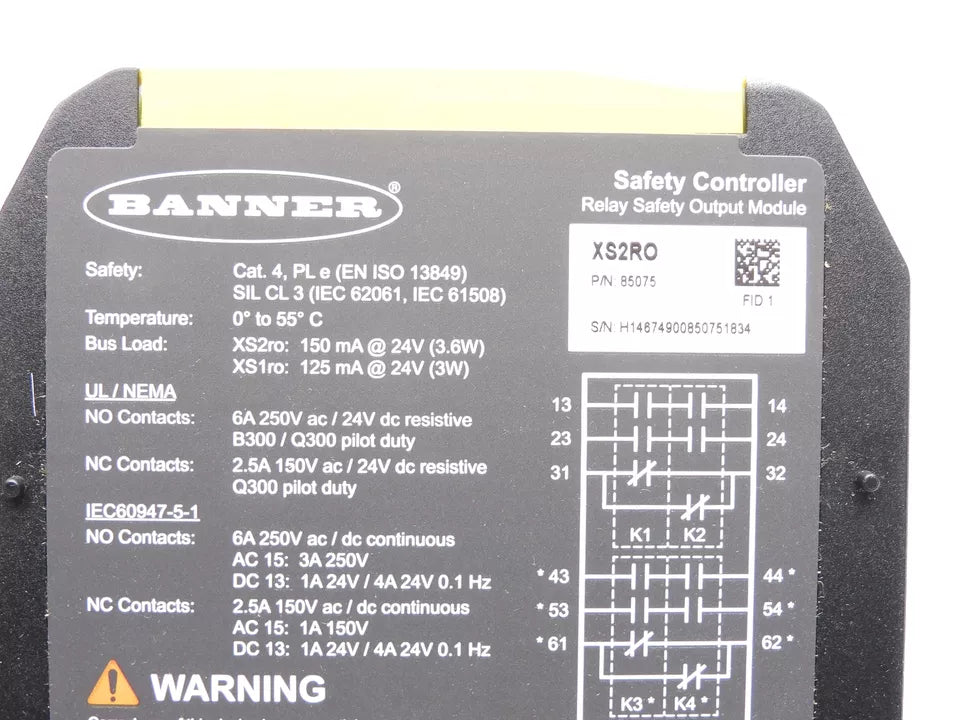 BANNER®
Safety Controller
Relay Safety Output Module
XS2RO
P/N: 85075
FID 1
S/N: H14674900850751834
Safety: Cat. 4, PL e (EN ISO 13849)
SIL CL 3 (IEC 62061, IEC 61508)
Temperature: 0° to 55° C
Bus Load: XS2ro: 150 mA @ 24V (3.6W)
XS1ro: 125 mA @ 24V (3W)
UL / NEMA
NO Contacts: 6A 250V ac / 24V dc resistive
B300 / Q300 pilot duty
NC Contacts: 2.5A 150V ac / 24V dc resistive
Q300 pilot duty
IEC60947-5-1
NO Contacts: 6A 250V ac / dc continuous
AC 15: 3A 250V
DC 13: 1A 24V / 4A 24V 0.1 Hz
NC Contacts: 2.5A 150V ac / dc continuous
AC 15: 1A 150V
DC 13: 1A 24V / 4A 24V 0.1 Hz
WARNING
13 14
23 24
31 32
K1 K2
* 43 44 *
* 53 54 *
* 61 62 *
K3 * K4 *